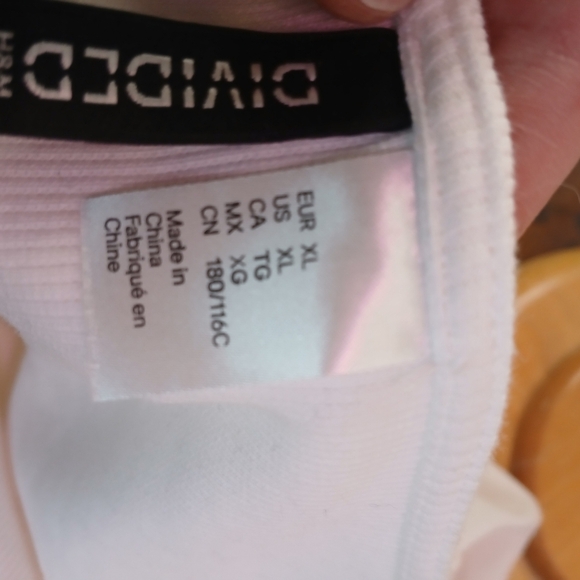 DIVIDED
H&M
EUR XL
US XL
CA TG
MX XG
CN 180/116C
Made in
China
Fabriqué en
Chine